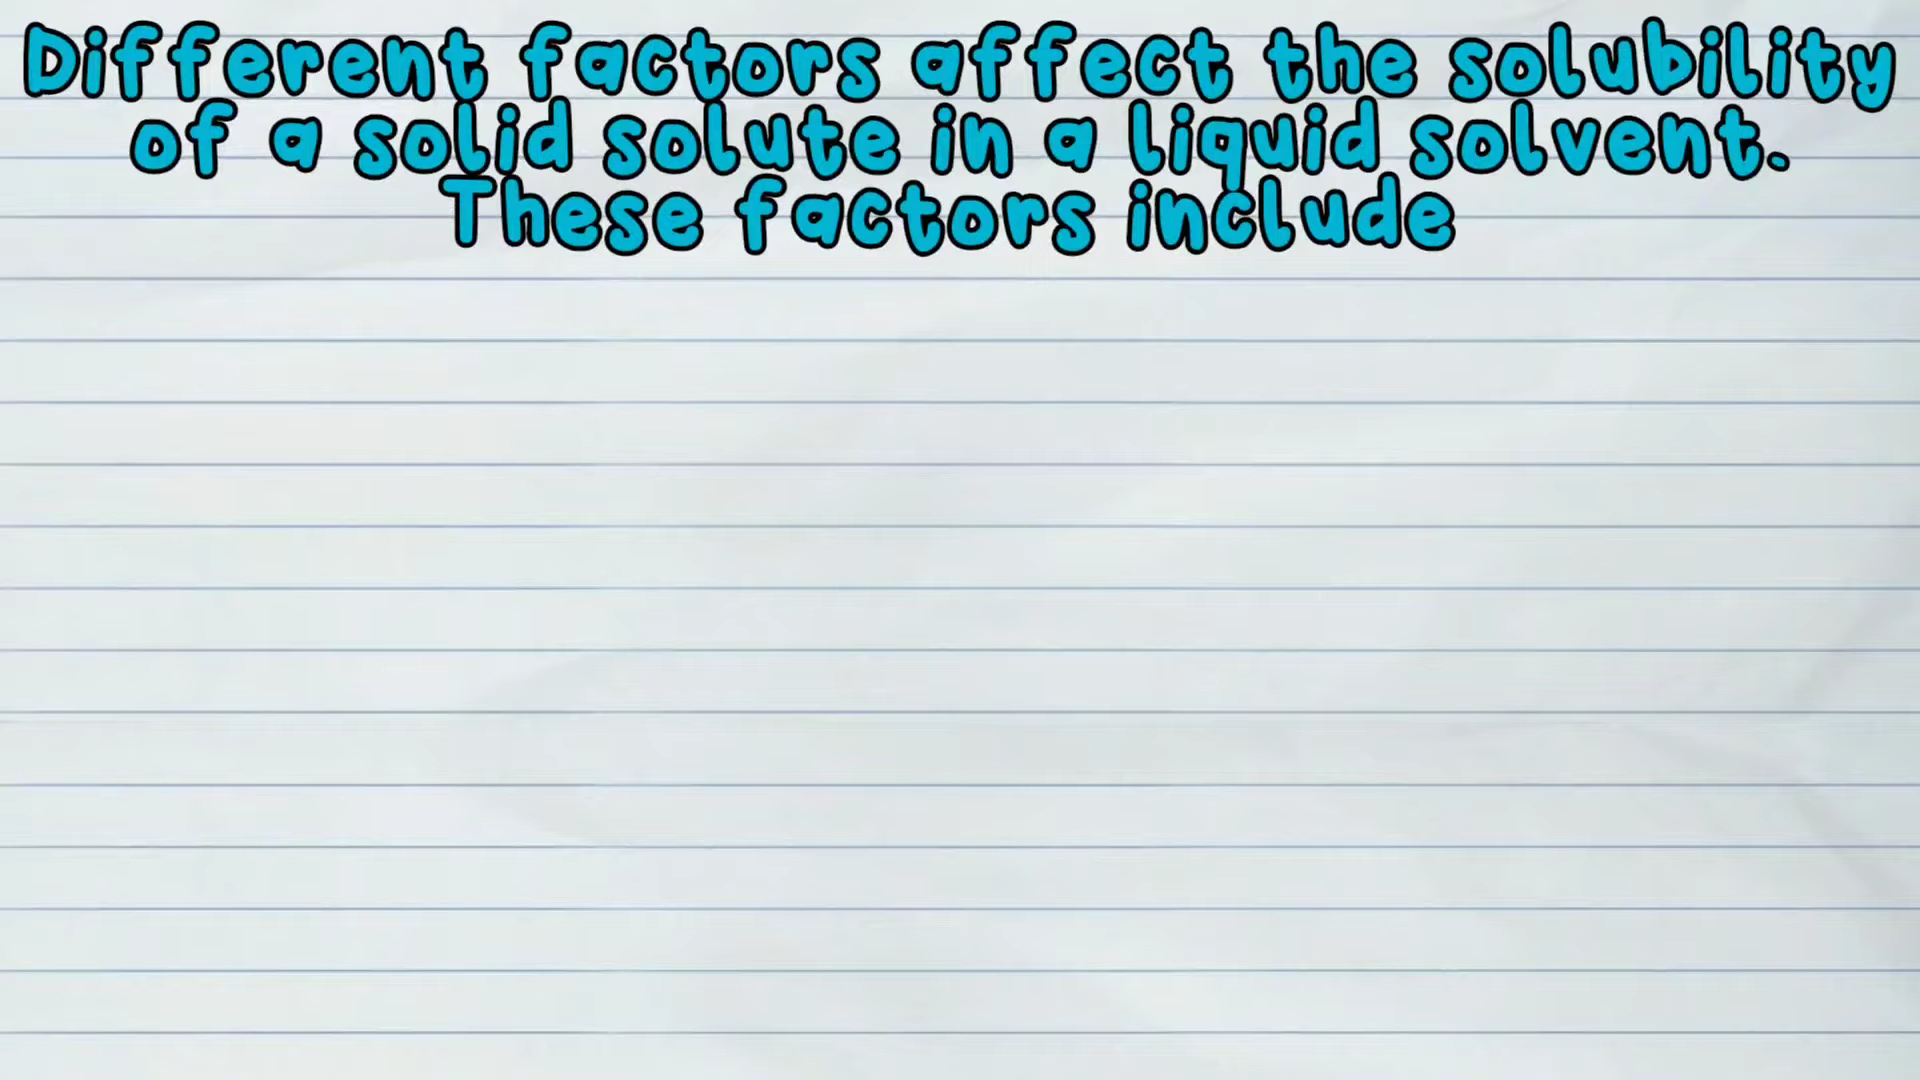 Different factors affect the solubility
of a solid solute in a liquid solvent.
These factors include